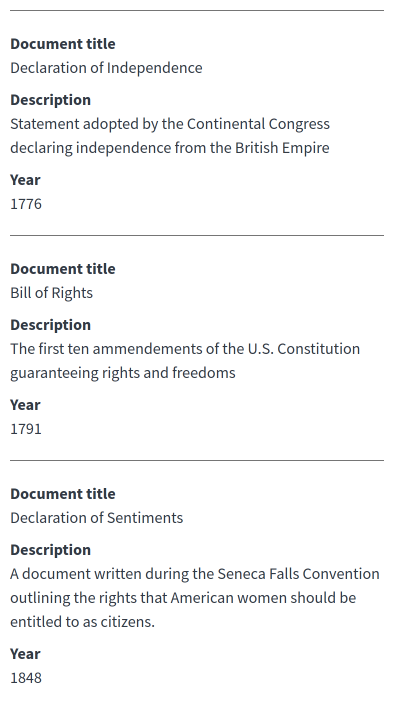 Document title
Declaration of Independence
Description
Statement adopted by the Continental Congress
declaring independence from the British Empire
Year
1776
Document title
Bill of Rights
Description
The first ten ammendements of the U.S. Constitution
guaranteeing rights and freedoms
Year
1791
Document title
Declaration of Sentiments
Description
A document written during the Seneca Falls Convention
outlining the rights that American women should be
entitled to as citizens.
Year
1848